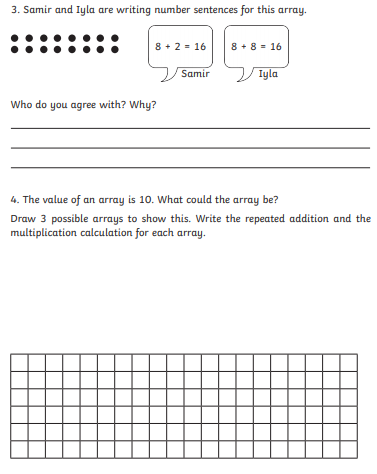 3. Samir and Iyla are writing number sentences for this array.
8 + 2 = 16
8 + 8 = 16
Samir
Iyla
Who do you agree with? Why?
4. The value of an array is 10. What could the array be?
Draw 3 possible arrays to show this. Write the repeated addition and the
multiplication calculation for each array.